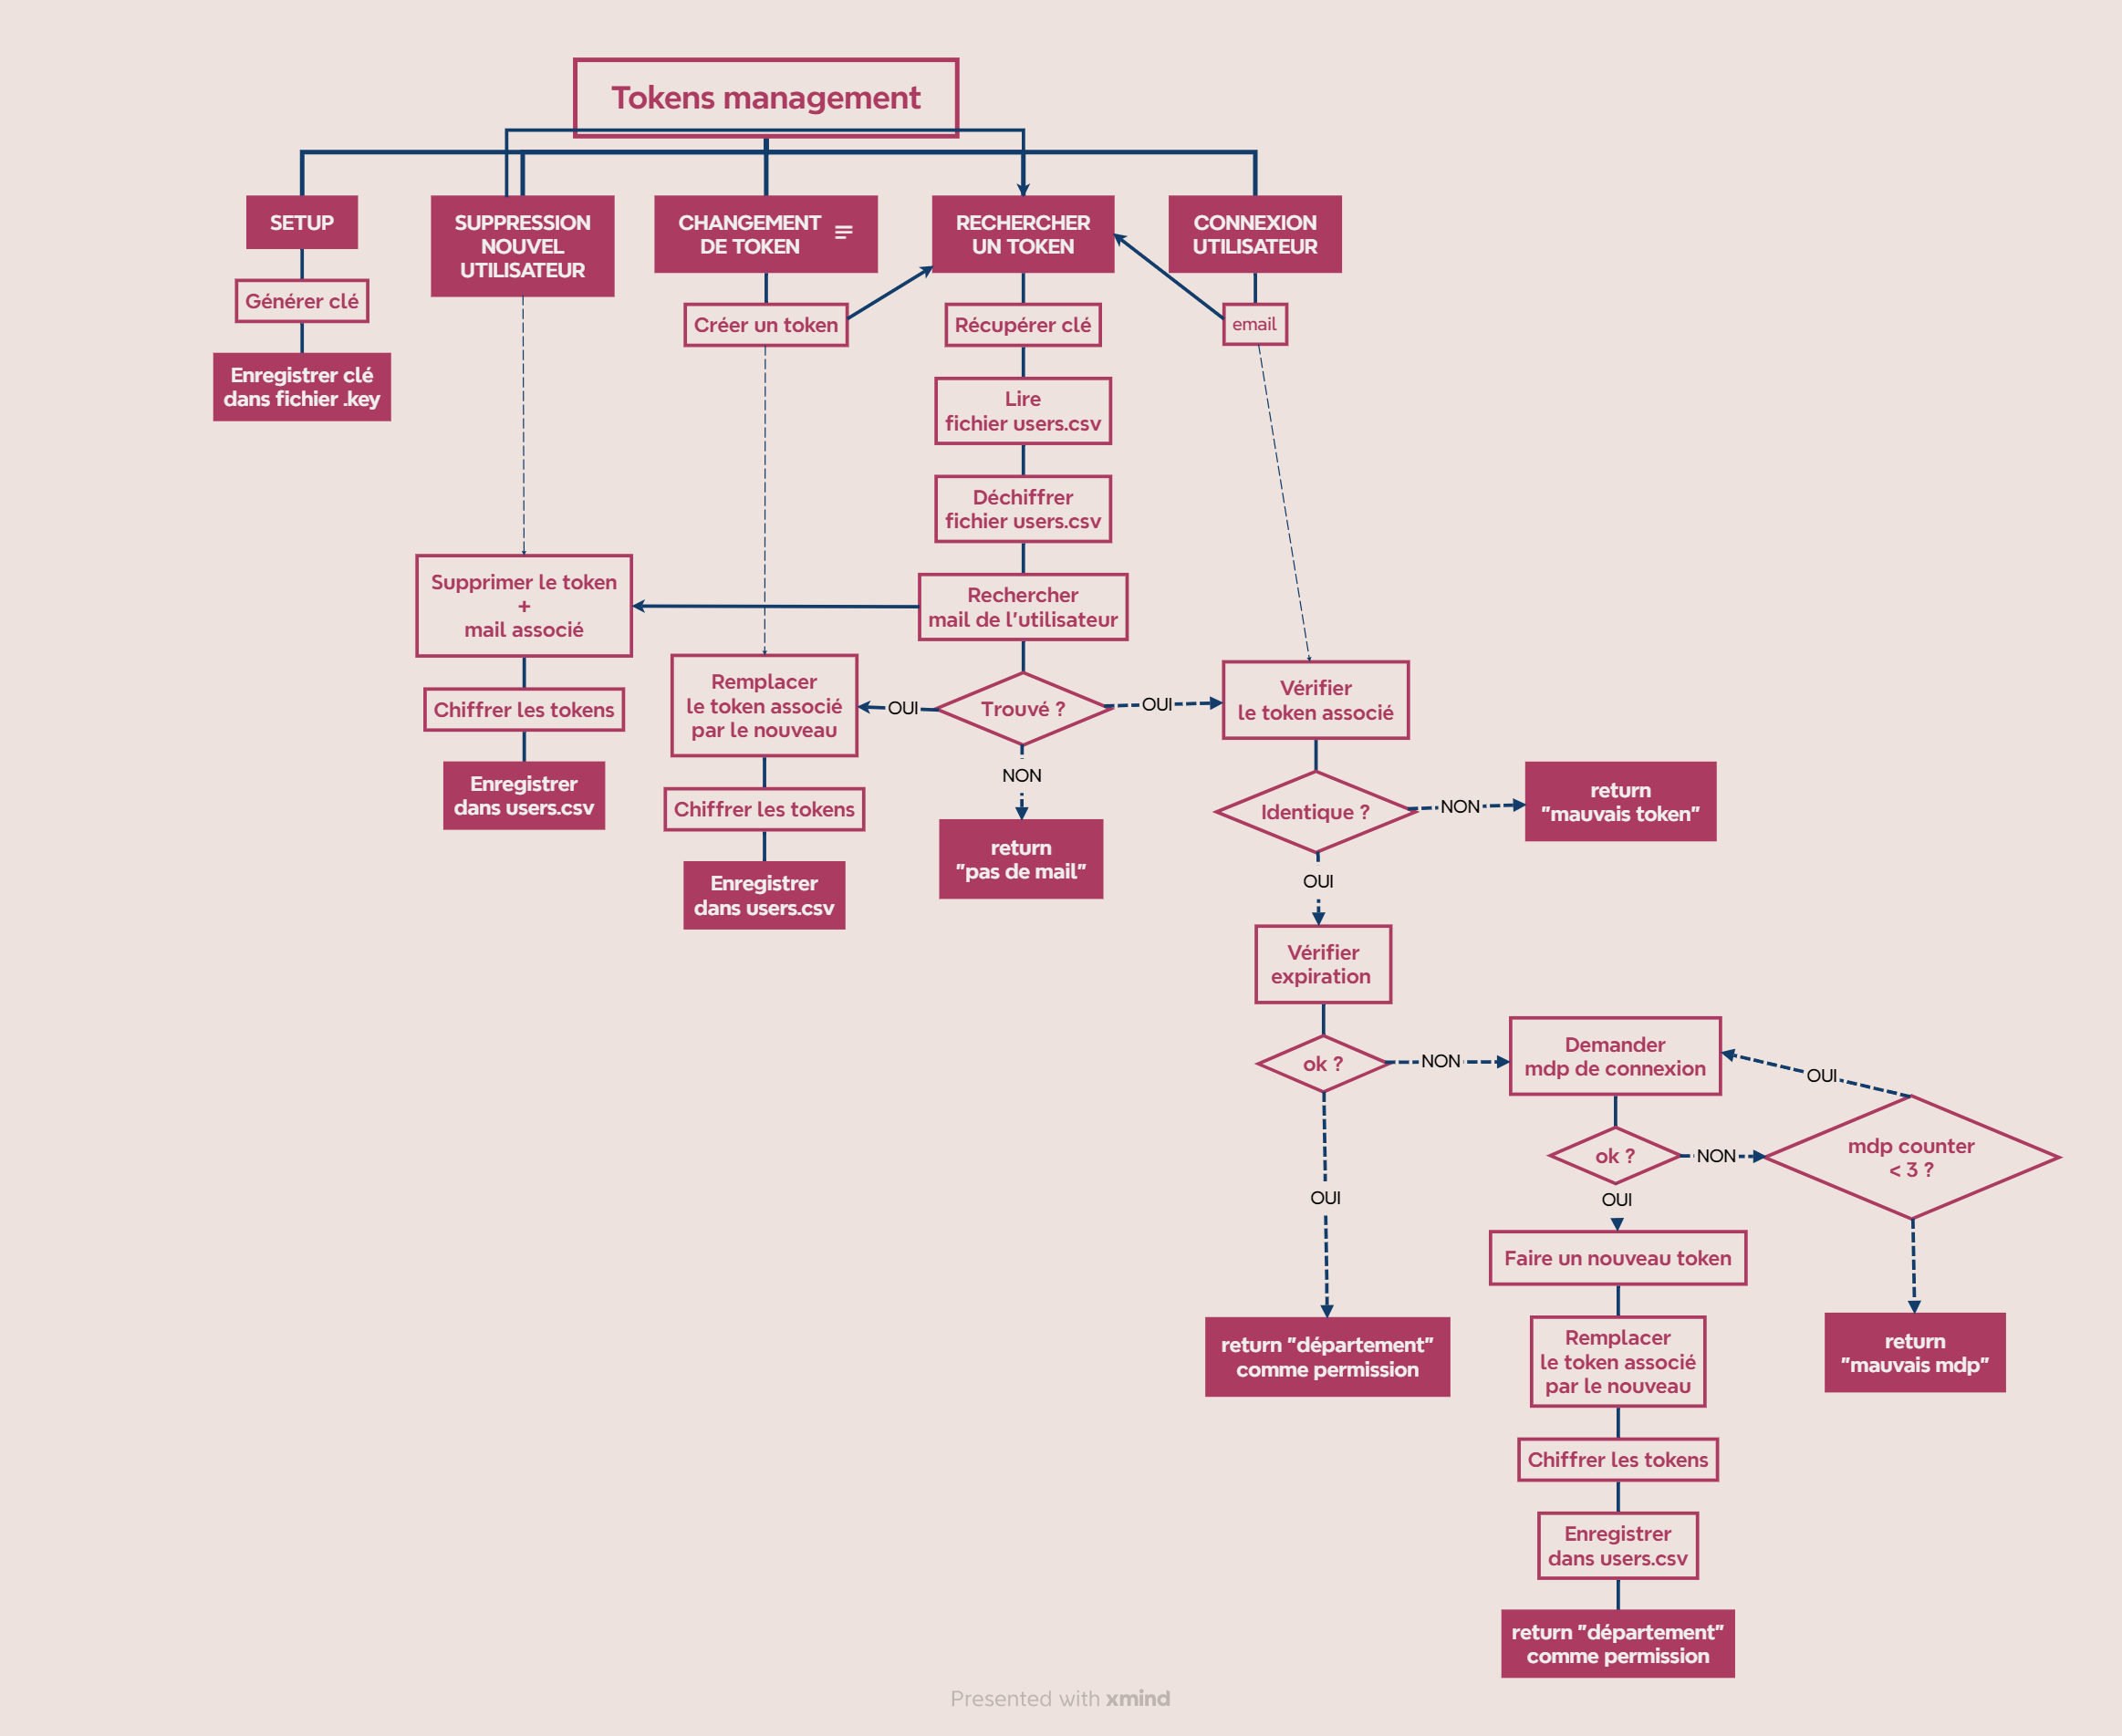 Tokens management
SETUP
Générer clé
Enregistrer clé
dans fichier .key
SUPPRESSION
NOUVEL
UTILISATEUR
Supprimer le token
+
mail associé
Chiffrer les tokens
Enregistrer
dans users.csv
CHANGEMENT
DE TOKEN
Créer un token
Remplacer
le token associé
par le nouveau
Chiffrer les tokens
Enregistrer
dans users.csv
RECHERCHER
UN TOKEN
Récupérer clé
Lire
fichier users.csv
Déchiffrer
fichier users.csv
Rechercher
mail de l'utilisateur
OUI
Trouvé ?
OUI
NON
return
"pas de mail"
CONNEXION
UTILISATEUR
email
Vérifier
le token associé
Identique ?
NON
return
"mauvais token"
OUI
Vérifier
expiration
ok ?
NON
OUI
return "département"
comme permission
Demander
mdp de connexion
OUI
ok ?
NON
mdp counter
< 3 ?
OUI
return
"mauvais mdp"
Faire un nouveau token
Remplacer
le token associé
par le nouveau
Chiffrer les tokens
Enregistrer
dans users.csv
return "département"
comme permission
Presented with xmind